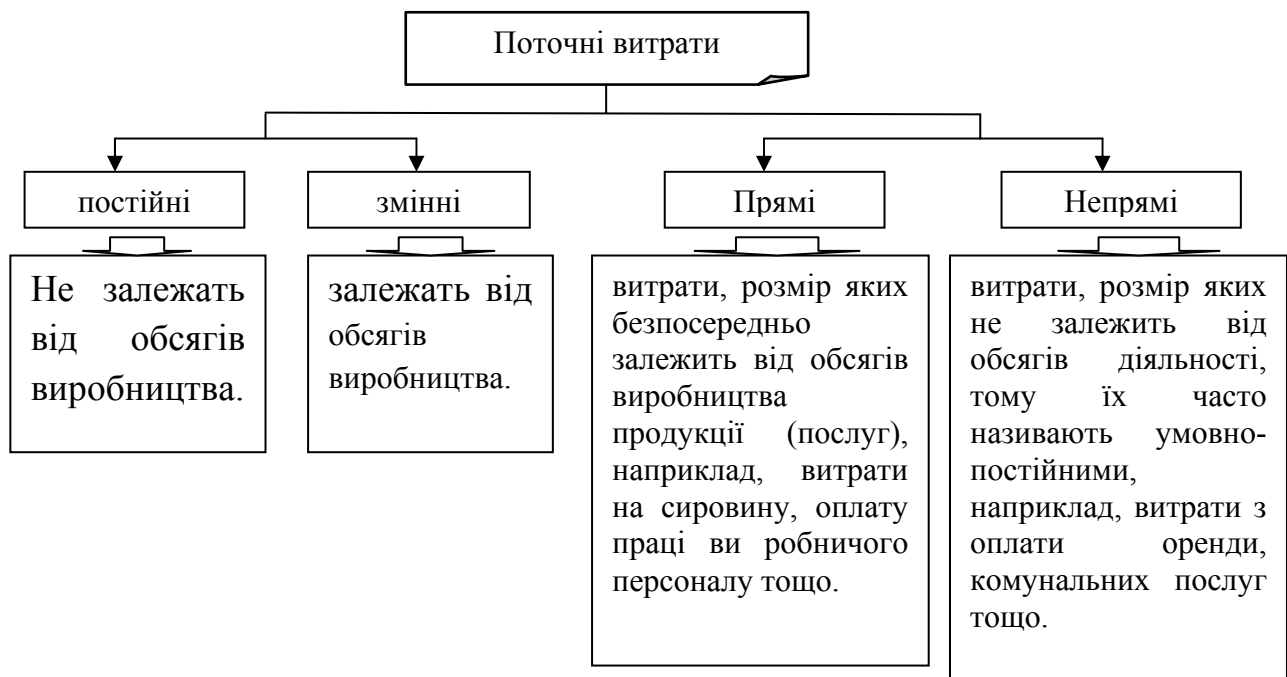 Поточні витрати
постійні
змінні
Прямі
Непрямі
Не залежать
від обсягів
виробництва.
залежать від
обсягів
виробництва.
витрати, розмір яких
безпосередньо
залежить від обсягів
виробництва
продукції (послуг),
наприклад, витрати
на сировину, оплату
праці ви робничого
персоналу тощо.
витрати, розмір яких
не залежить від
обсягів діяльності,
тому їх часто
називають умовно-
постійними,
наприклад, витрати з
оплати оренди,
комунальних послуг
тощо.